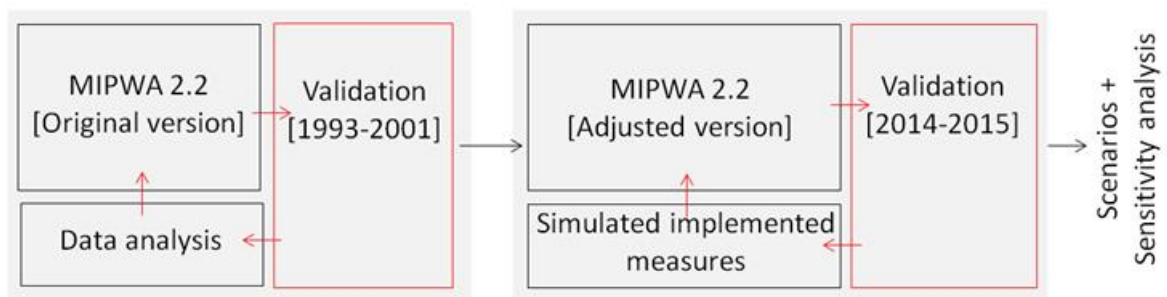 MIPWA 2.2
[Original version]
Validation
[1993-2001]
Data analysis
MIPWA 2.2
[Adjusted version]
Validation
[2014-2015]
Simulated implemented
measures
Scenarios +
Sensitivity analysis